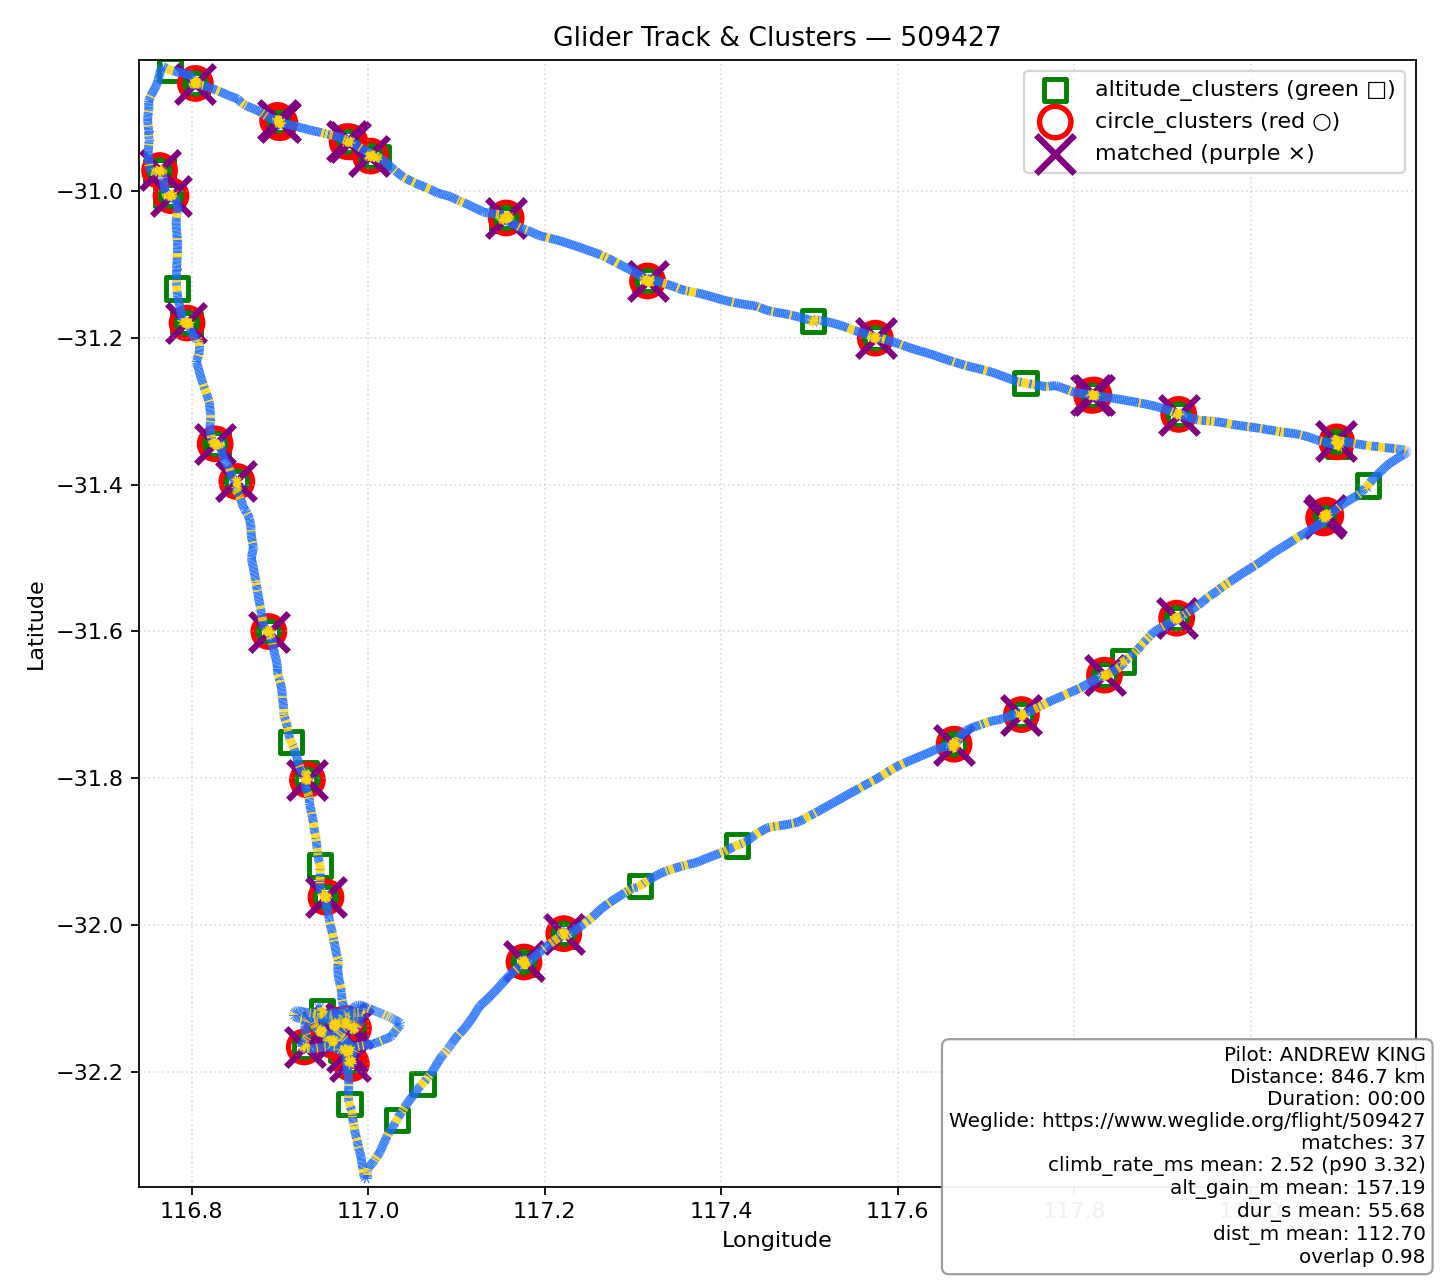 Glider Track & Clusters — 509427
altitude_clusters (green □)
circle_clusters (red ○)
matched (purple ×)
Latitude
−31.0
−31.2
−31.4
−31.6
−31.8
−32.0
−32.2
116.8 117.0 117.2 117.4 117.6 117.8
Longitude
Pilot: ANDREW KING
Distance: 846.7 km
Duration: 00:00
Weglide: https://www.weglide.org/flight/509427
matches: 37
climb_rate_ms mean: 2.52 (p90 3.32)
alt_gain_m mean: 157.19
dur_s mean: 55.68
dist_m mean: 112.70
overlap 0.98